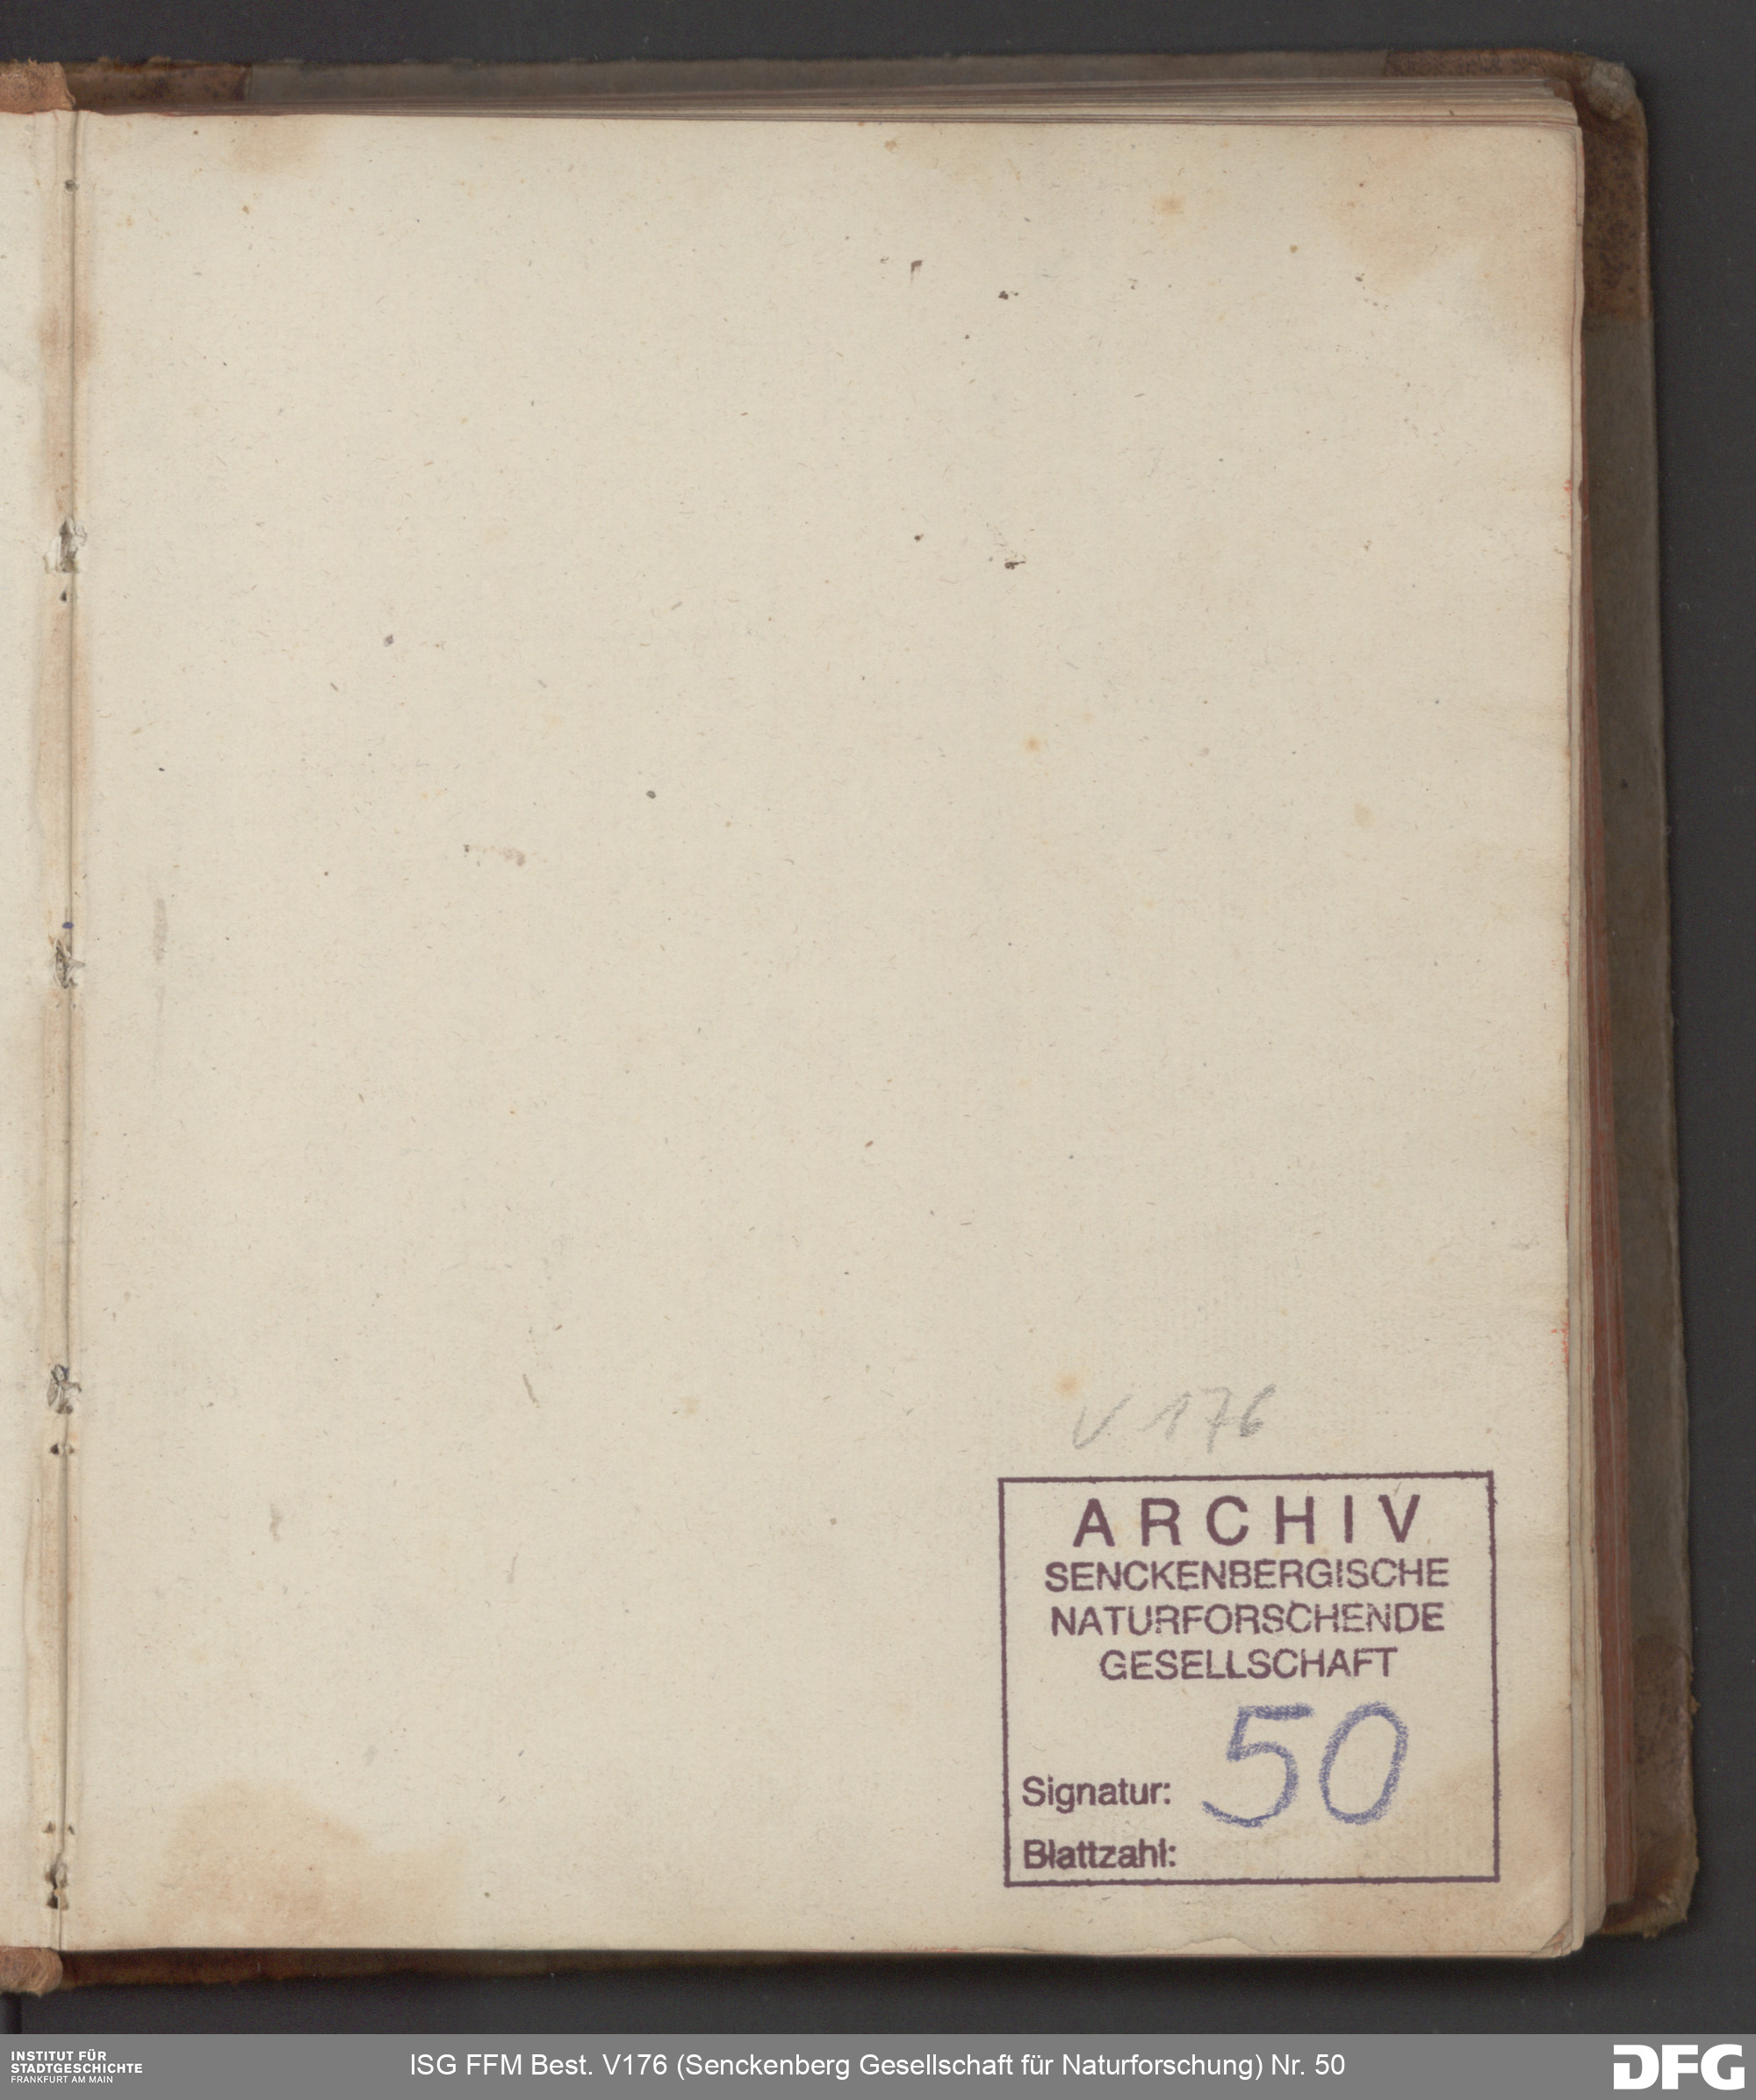 V 176
ARCHIV
SENCKENBERGISCHE
NATURFORSCHENDE
GESELLSCHAFT
Signatur: 50
Blattzahl:
INSTITUT FÜR
STADTGESCHICHTE
FRANKFURT AM MAIN
ISG FFM Best. V176 (Senckenberg Gesellschaft für Naturforschung) Nr. 50
DFG